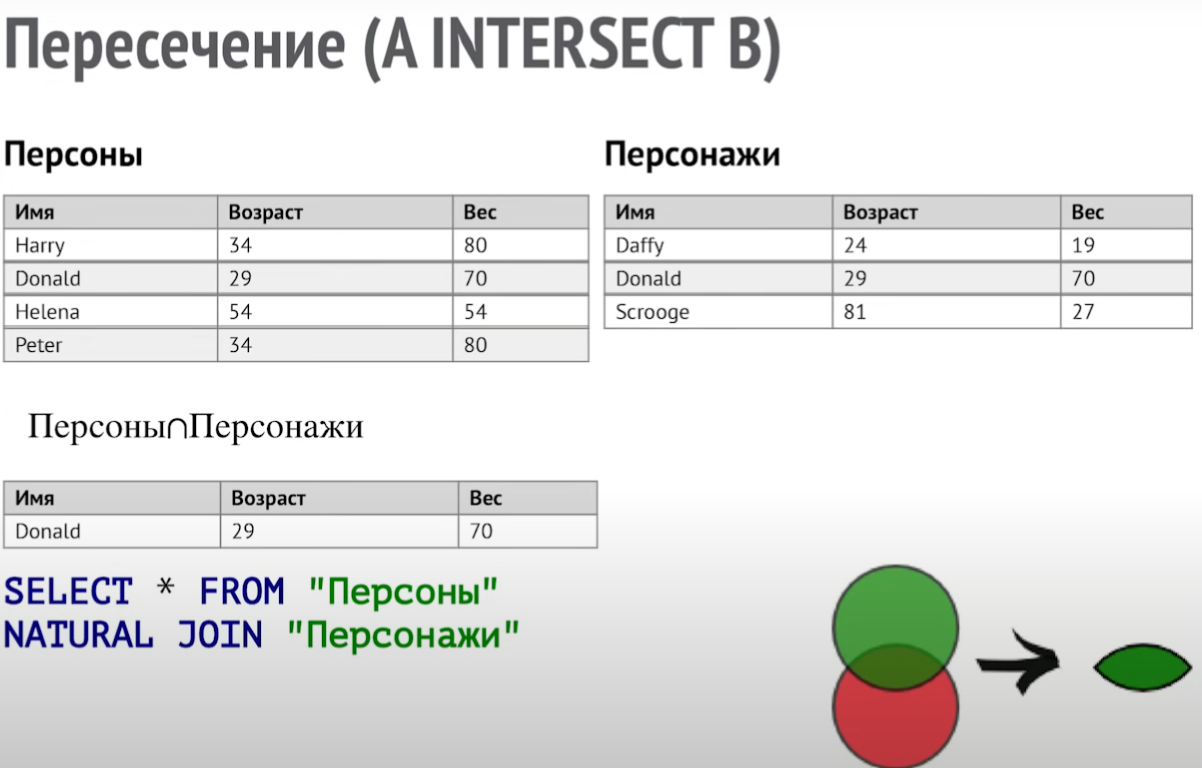 Пересечение (A INTERSECT B)
Персоны
Имя Возраст Вес
Harry 34 80
Donald 29 70
Helena 54 54
Peter 34 80
Персонажи
Имя Возраст Вес
Daffy 24 19
Donald 29 70
Scrooge 81 27
Персоны∩Персонажи
Имя Возраст Вес
Donald 29 70
SELECT * FROM "Персоны"
NATURAL JOIN "Персонажи"